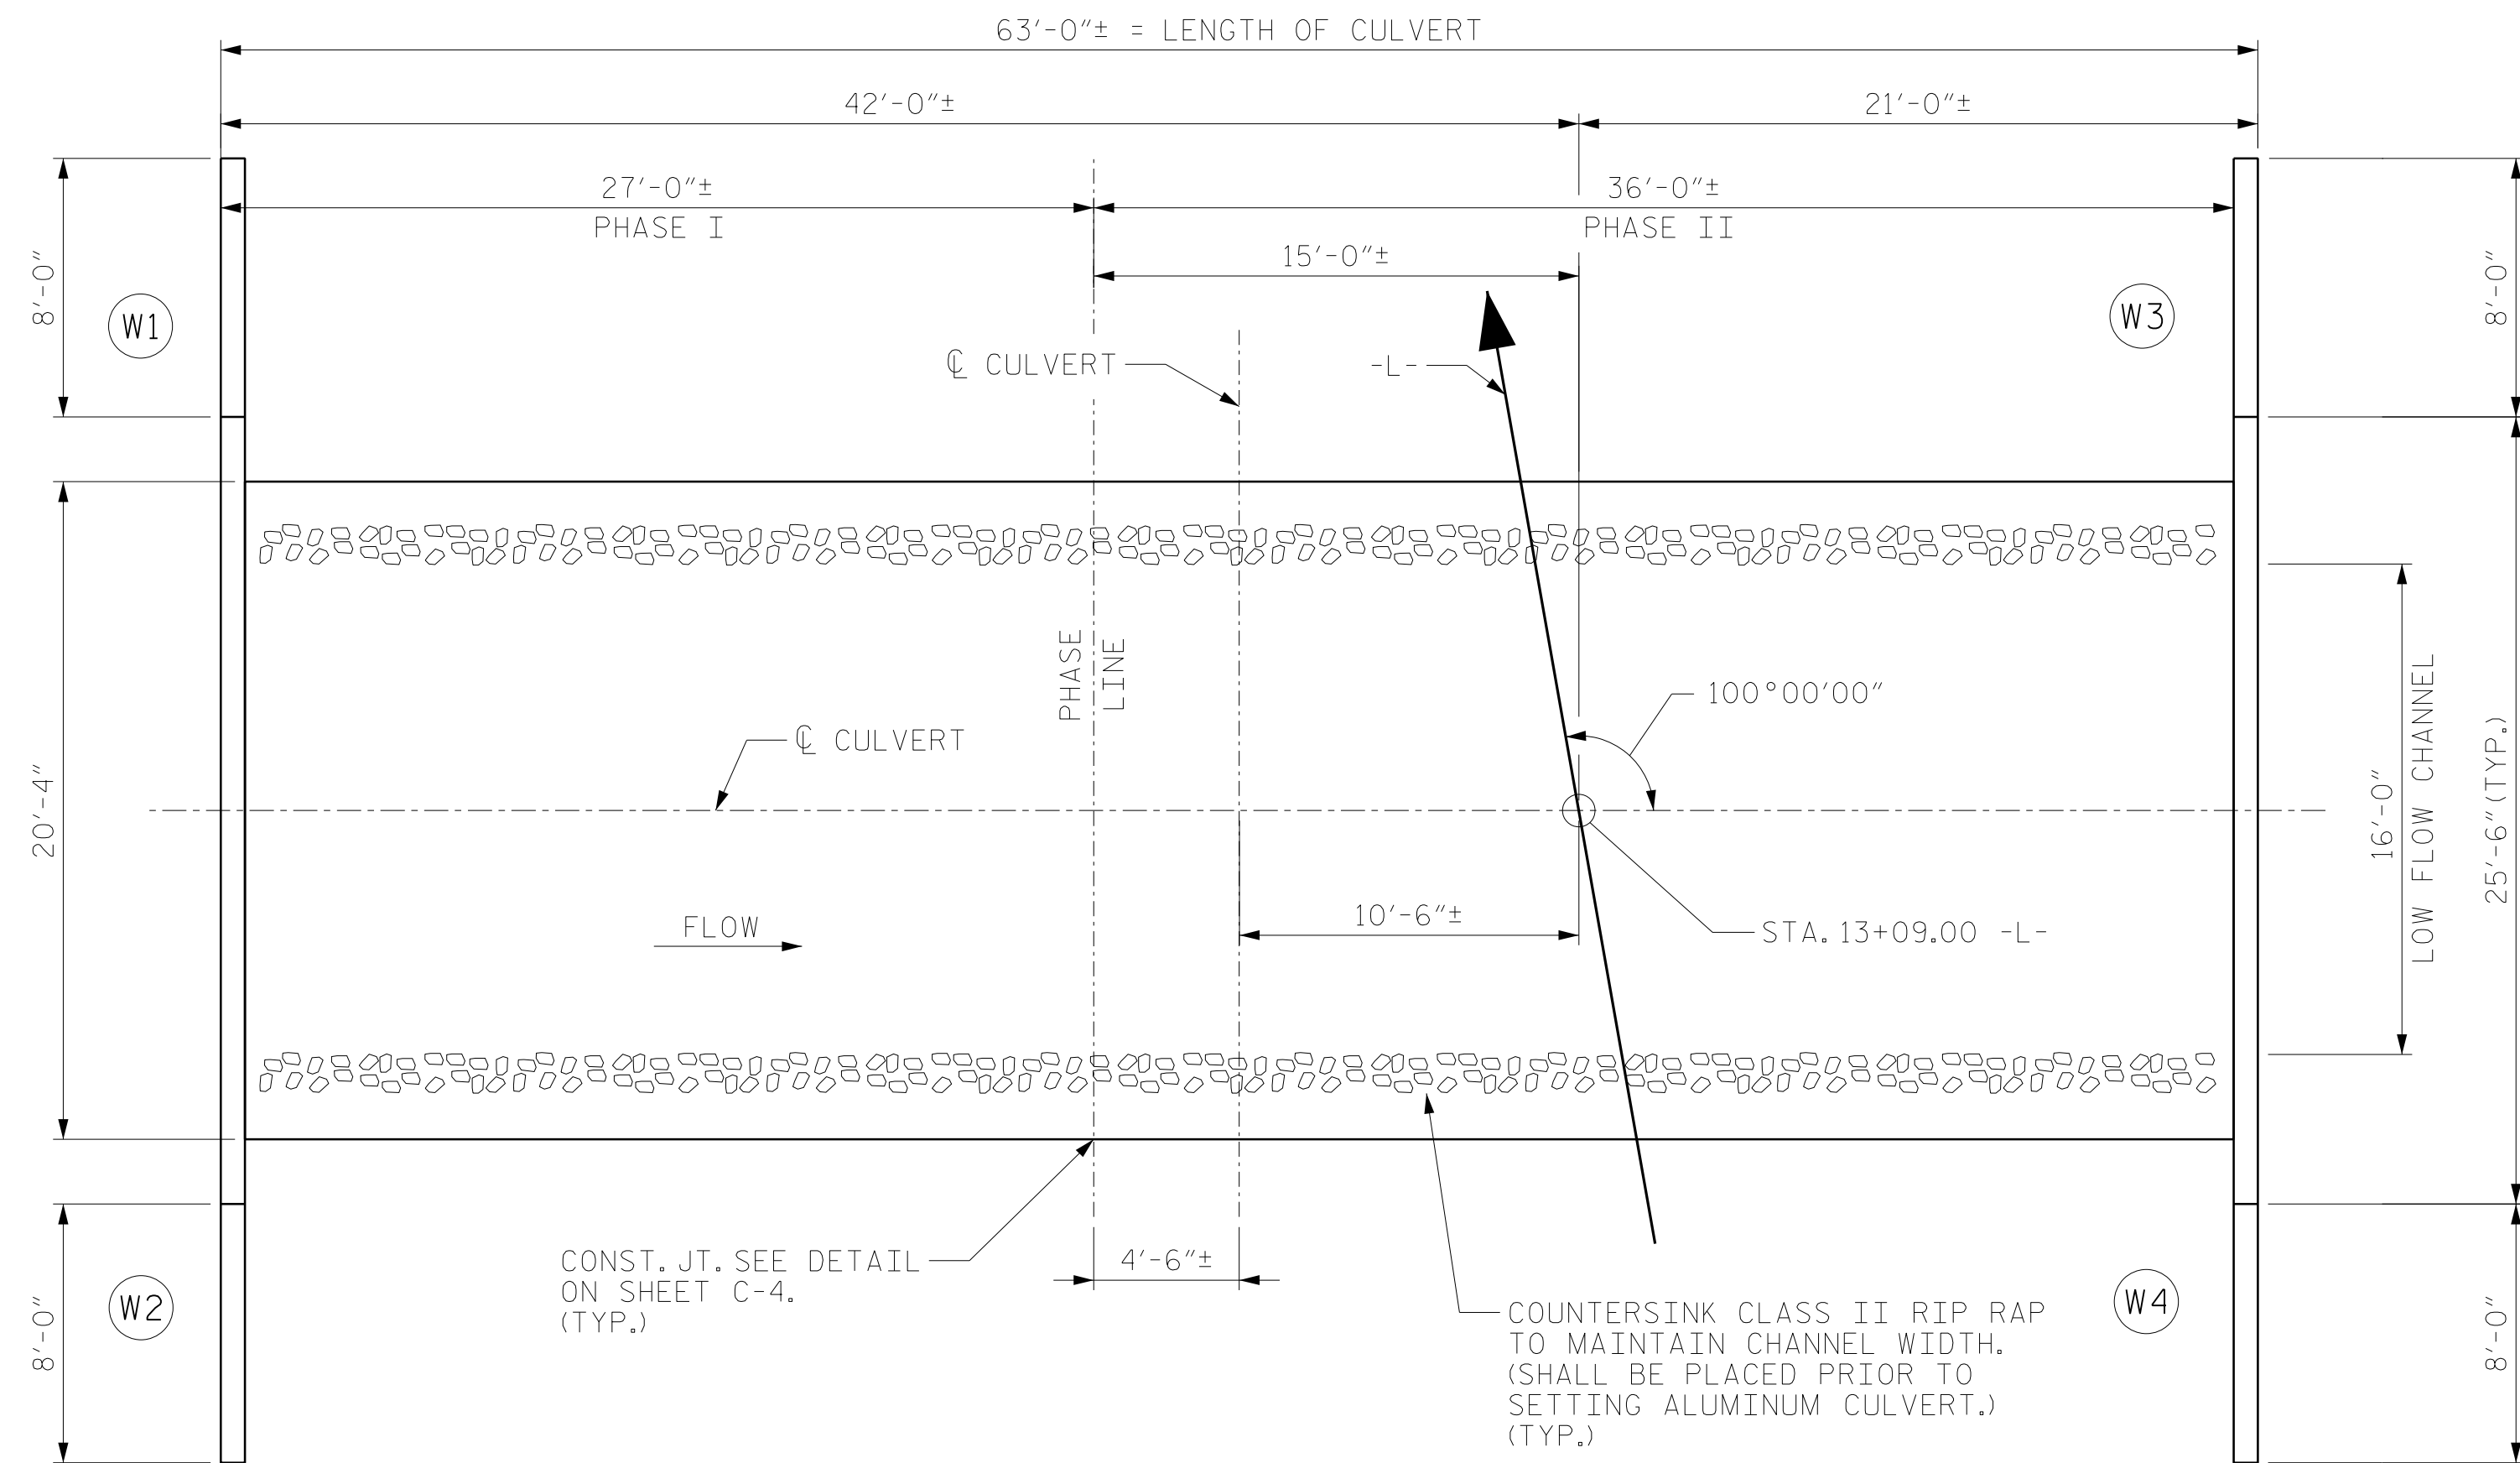 63'-0"± = LENGTH OF CULVERT
42'-0"±
21'-0"±
27'-0"±
PHASE I
36'-0"±
PHASE II
15'-0"±
8'-0"
W1
W3
8'-0"
℄ CULVERT
-L-
PHASE
LINE
100°00'00"
℄ CULVERT
20'-4"
16'-0"
LOW FLOW CHANNEL
25'-6"(TYP.)
FLOW
10'-6"±
STA. 13+09.00 -L-
CONST. JT. SEE DETAIL
ON SHEET C-4.
(TYP.)
4'-6"±
8'-0"
W2
W4
8'-0"
COUNTERSINK CLASS II RIP RAP
TO MAINTAIN CHANNEL WIDTH.
(SHALL BE PLACED PRIOR TO
SETTING ALUMINUM CULVERT.)
(TYP.)